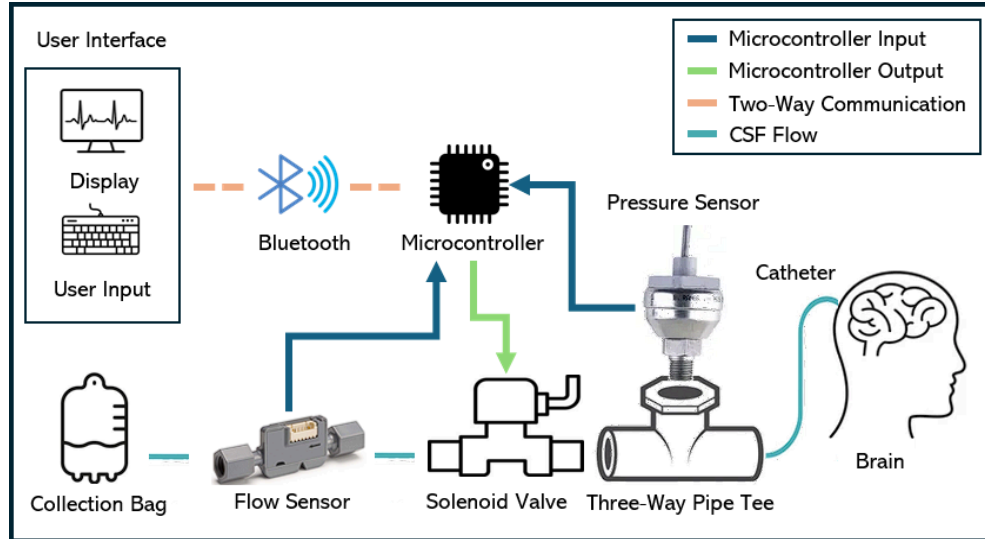 User Interface
Display
User Input
Bluetooth
Microcontroller
Microcontroller Input
Microcontroller Output
Two-Way Communication
CSF Flow
Pressure Sensor
Catheter
Brain
Collection Bag
Flow Sensor
Solenoid Valve
Three-Way Pipe Tee